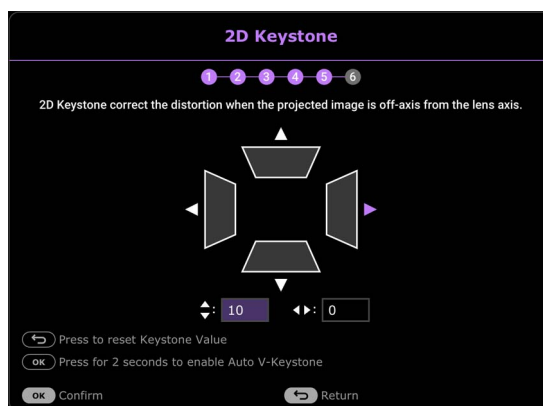 2D Keystone
1 2 3 4 5 6
2D Keystone correct the distortion when the projected image is off-axis from the lens axis.
: 10 : 0
Press to reset Keystone Value
OK Press for 2 seconds to enable Auto V-Keystone
OK Confirm Return